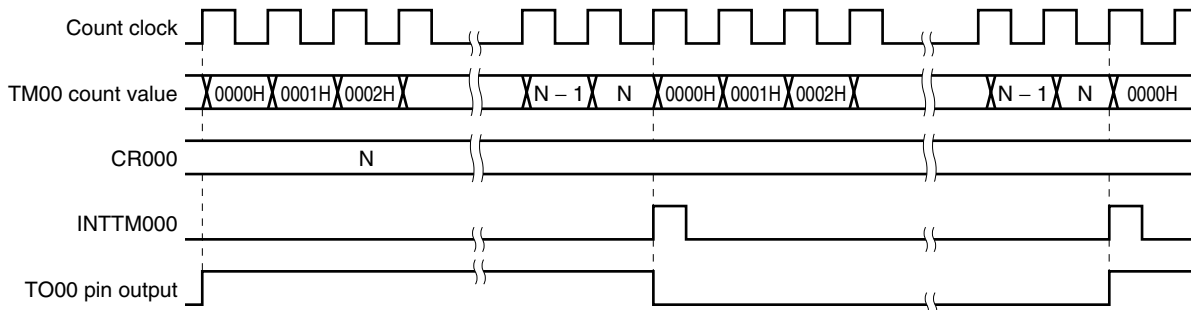 Count clock
TM00 count value 0000H 0001H 0002H N − 1 N 0000H 0001H 0002H N − 1 N 0000H
CR000 N
INTTM000
TO00 pin output